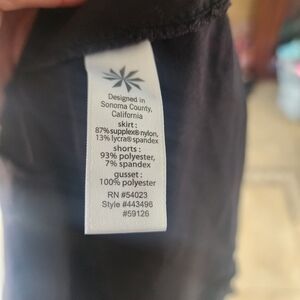 Designed in
Sonoma County,
California
skirt :
87% supplex® nylon,
13% lycra® spandex
shorts :
93% polyester,
7% spandex
gusset :
100% polyester
RN #54023
Style #443496
#59126